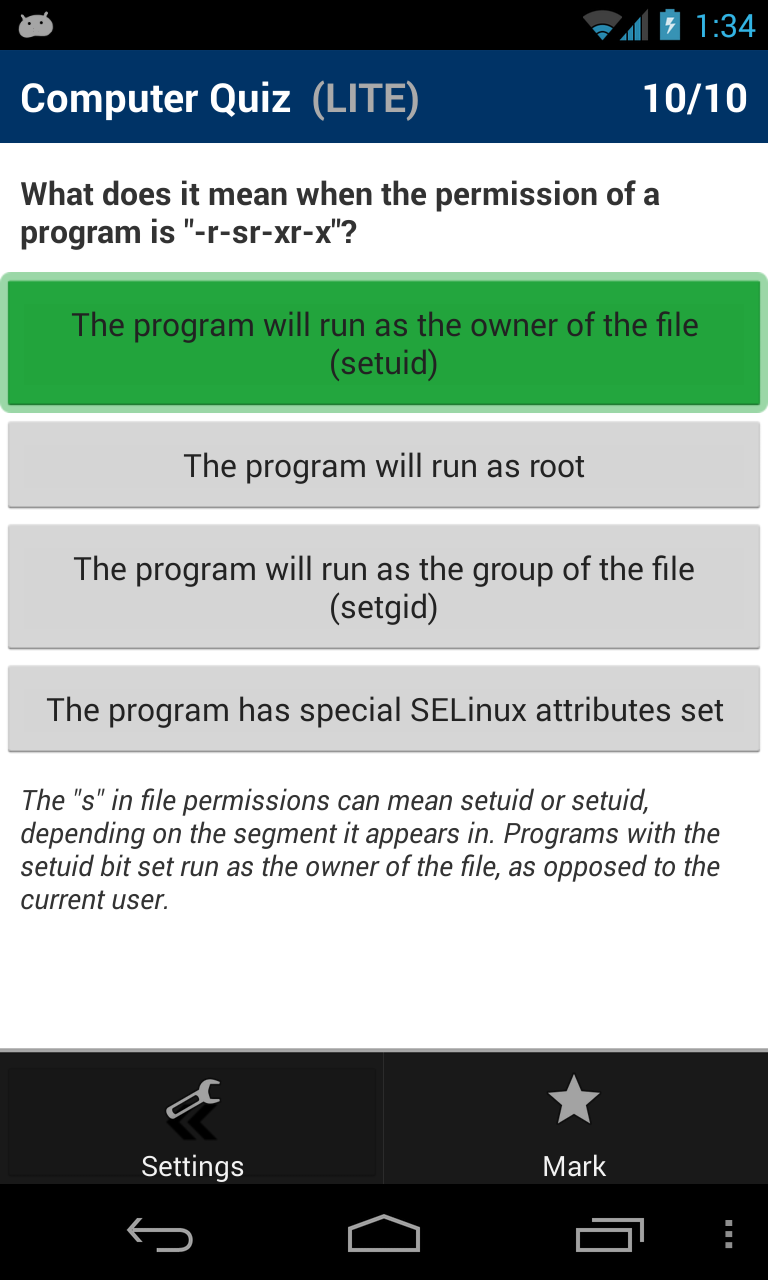 1:34
Computer Quiz (LITE) 10/10
What does it mean when the permission of a
program is "-r-sr-xr-x"?
The program will run as the owner of the file
(setuid)
The program will run as root
The program will run as the group of the file
(setgid)
The program has special SELinux attributes set
The "s" in file permissions can mean setuid or setuid,
depending on the segment it appears in. Programs with the
setuid bit set run as the owner of the file, as opposed to the
current user.
Settings
Mark